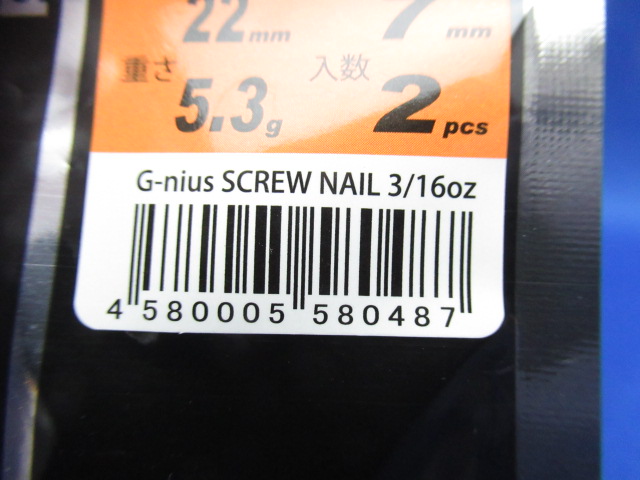 22mm 7mm
重さ 入数
5.3g 2pcs
G-nius SCREW NAIL 3/16oz
4 580005 580487